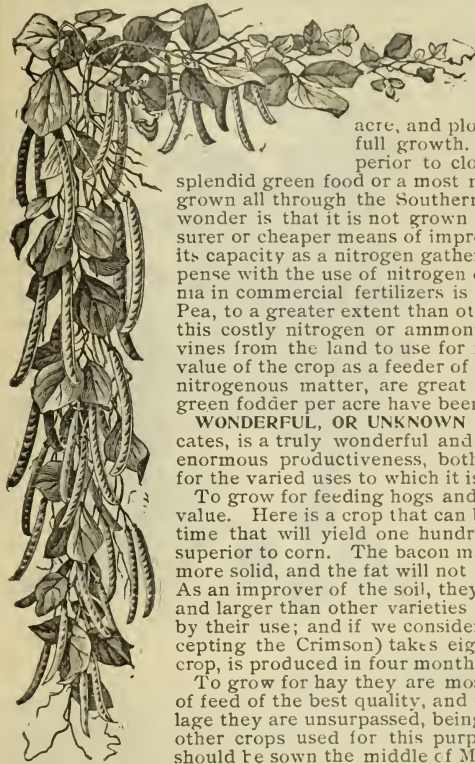 acre, and plo
full growth.
perior to clo
splendid green food or a most n
grown all through the Southern
wonder is that it is not grown
surer or cheaper means of impro
its capacity as a nitrogen gather
pense with the use of nitrogen o
nia in commercial fertilizers is
Pea, to a greater extent than ot
this costly nitrogen or ammon
vines from the land to use for
value of the crop as a feeder of
nitrogenous matter, are great
green fodder per acre have been
WONDERFUL, OR UNKNOWN
cates, is a truly wonderful and
enormous productiveness, both
for the varied uses to which it is
To grow for feeding hogs and
value. Here is a crop that can b
time that will yield one hundr
superior to corn. The bacon m
more solid, and the fat will not
As an improver of the soil, they
and larger than other varieties
by their use; and if we consider
cepting the Crimson) takes eig
crop, is produced in four month
To grow for hay they are mos
of feed of the best quality, and
lage they are unsurpassed, being
other crops used for this purp
should be sown the middle of M